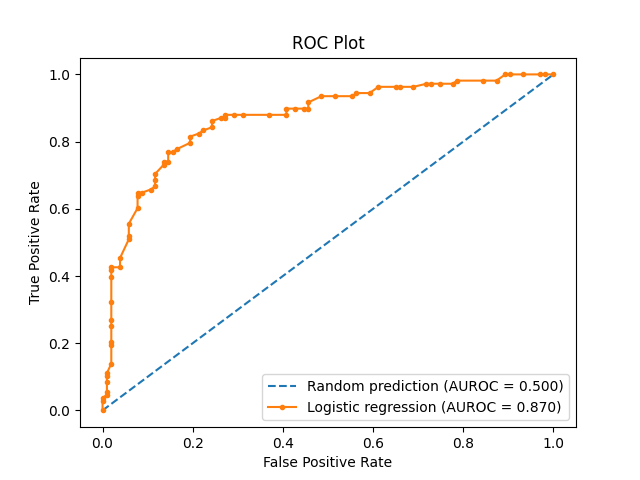 ROC Plot
True Positive Rate
1.0
0.8
0.6
0.4
0.2
0.0
Random prediction (AUROC = 0.500)
Logistic regression (AUROC = 0.870)
0.0 0.2 0.4 0.6 0.8 1.0
False Positive Rate